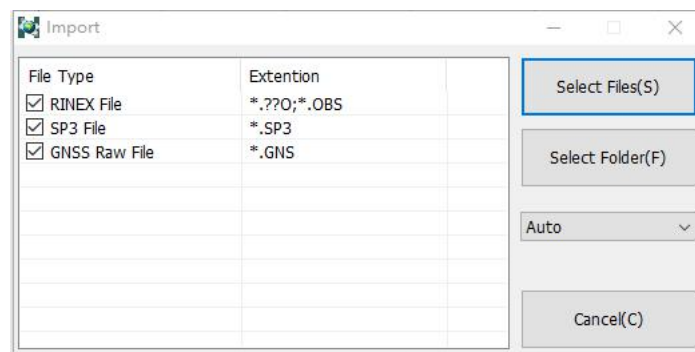 Import
File Type Extention
RINEX File *.??O;*.OBS
SP3 File *.SP3
GNSS Raw File *.GNS
Select Files(S)
Select Folder(F)
Auto
Cancel(C)